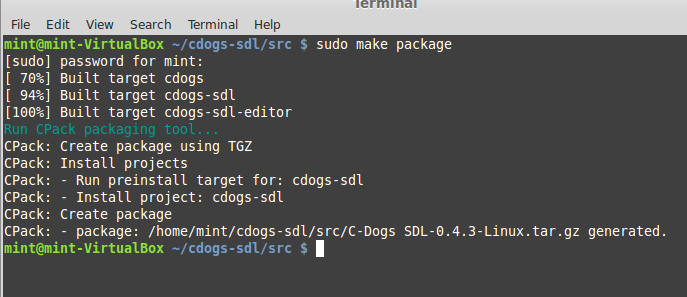 Terminal
File Edit View Search Terminal Help
mint@mint-VirtualBox ~/cdogs-sdl/src $ sudo make package
[sudo] password for mint:
[ 70%] Built target cdogs
[ 94%] Built target cdogs-sdl
[100%] Built target cdogs-sdl-editor
Run CPack packaging tool...
CPack: Create package using TGZ
CPack: Install projects
CPack: - Run preinstall target for: cdogs-sdl
CPack: - Install project: cdogs-sdl
CPack: Create package
CPack: - package: /home/mint/cdogs-sdl/src/C-Dogs SDL-0.4.3-Linux.tar.gz generated.
mint@mint-VirtualBox ~/cdogs-sdl/src $